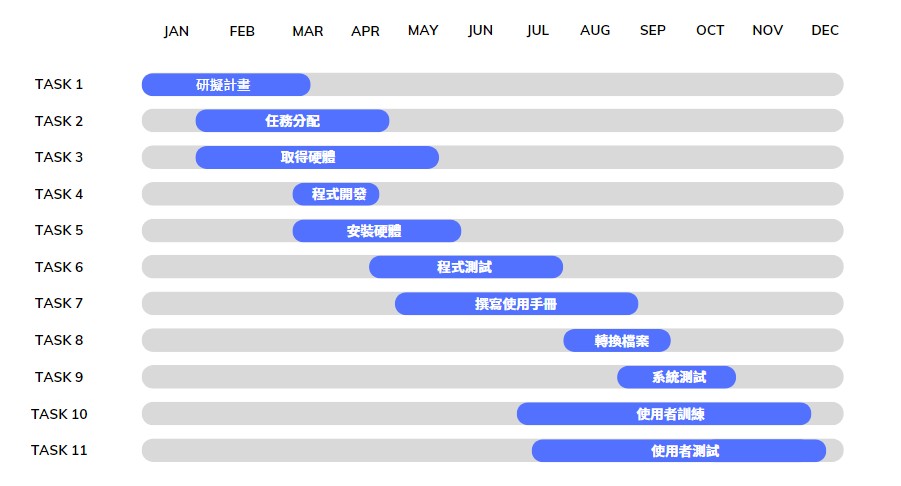 JAN FEB MAR APR MAY JUN JUL AUG SEP OCT NOV DEC
TASK 1 研擬計畫
TASK 2 任務分配
TASK 3 取得硬體
TASK 4 程式開發
TASK 5 安裝硬體
TASK 6 程式測試
TASK 7 撰寫使用手冊
TASK 8 轉換檔案
TASK 9 系統測試
TASK 10 使用者訓練
TASK 11 使用者測試